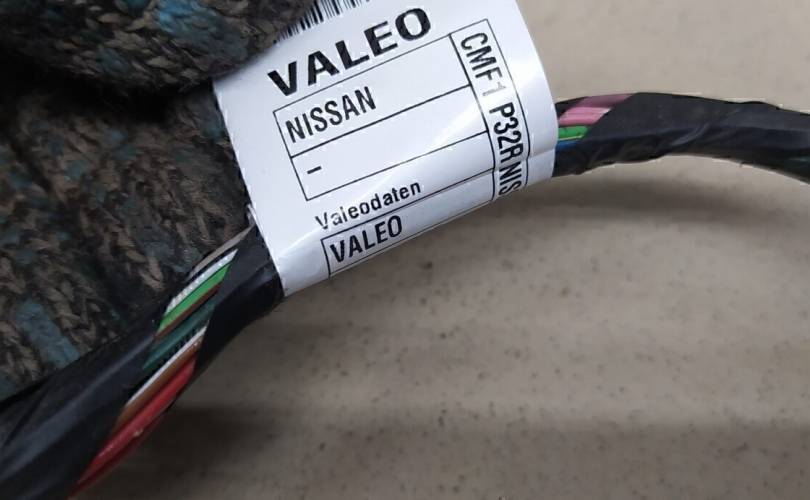 VALEO
NISSAN
-
CMF1 P32R NIS
Valeodaten
VALEO